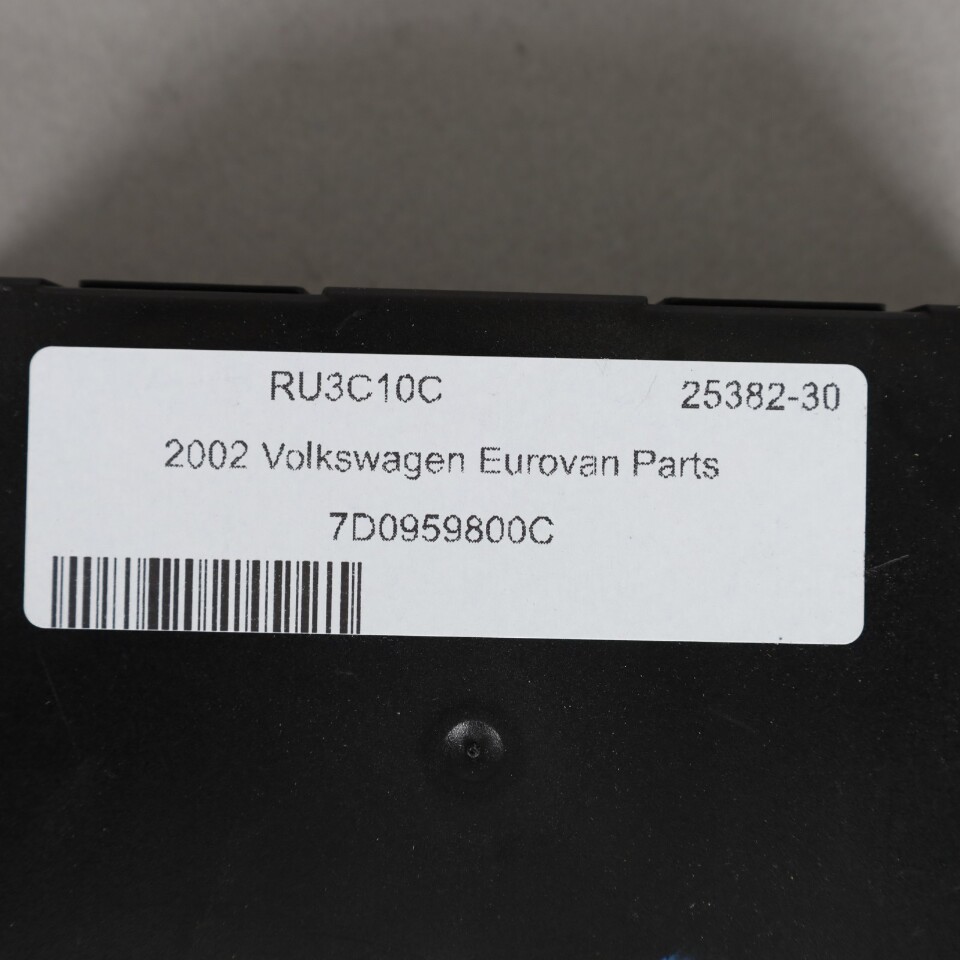 RU3C10C 25382-30
2002 Volkswagen Eurovan Parts
7D0959800C